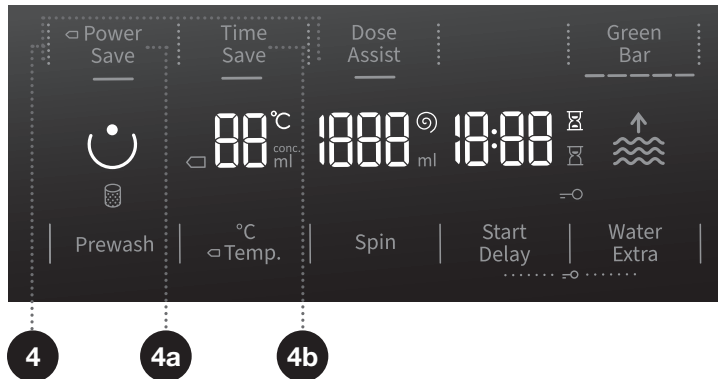 Power
Save
Time
Save
Dose
Assist
Green
Bar
88 °C
conc.
ml
1888
ml
18:88
Prewash
°C
Temp.
Spin
Start
Delay
Water
Extra
4
4a
4b